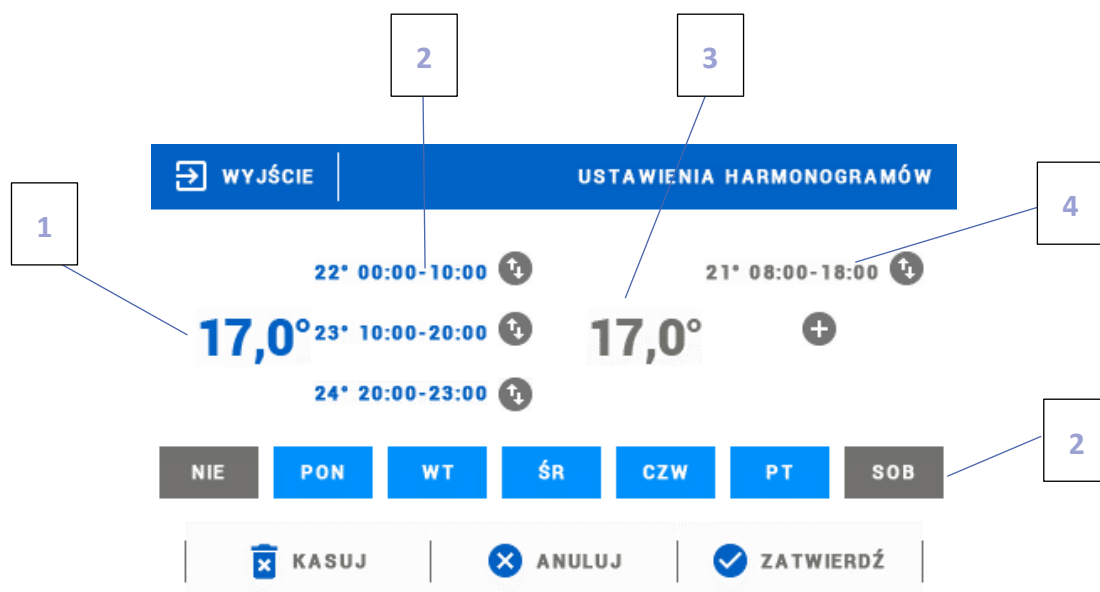 2 3
WYJŚCIE USTAWIENIA HARMONOGRAMÓW
1 4
22° 00:00-10:00 21° 08:00-18:00
17,0° 23° 10:00-20:00 17,0°
24° 20:00-23:00
2
NIE PON WT ŚR CZW PT SOB
KASUJ ANULUJ ZATWIERDŹ